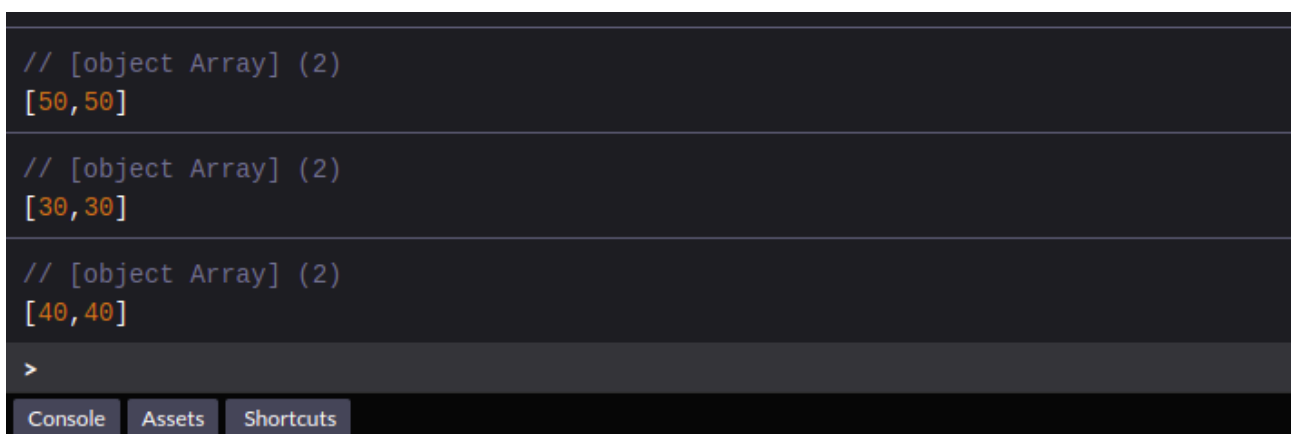 // [object Array] (2)
[50,50]
// [object Array] (2)
[30,30]
// [object Array] (2)
[40,40]
>
Console Assets Shortcuts